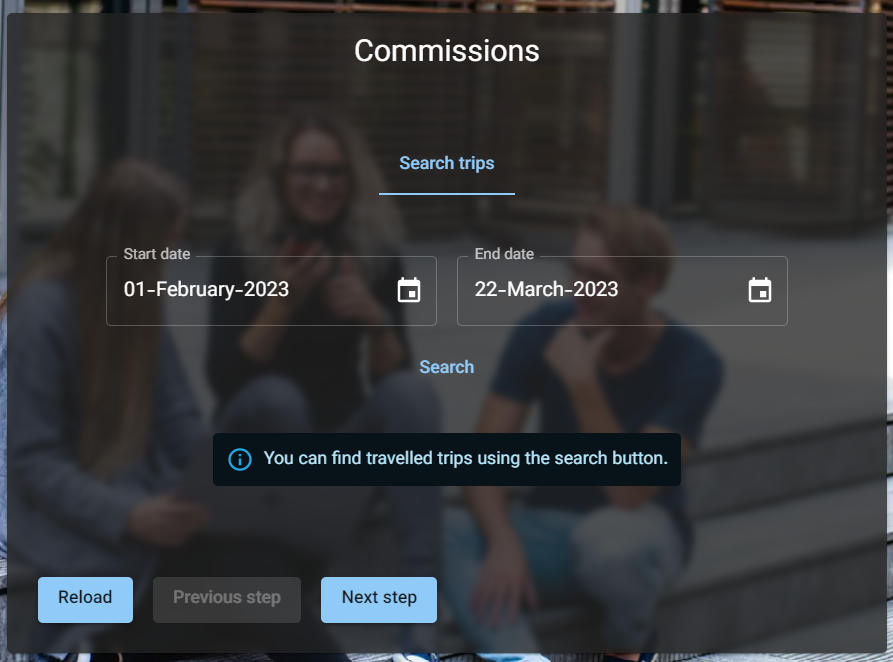 Commissions
Search trips
Start date
01-February-2023
End date
22-March-2023
Search
You can find travelled trips using the search button.
Reload
Previous step
Next step